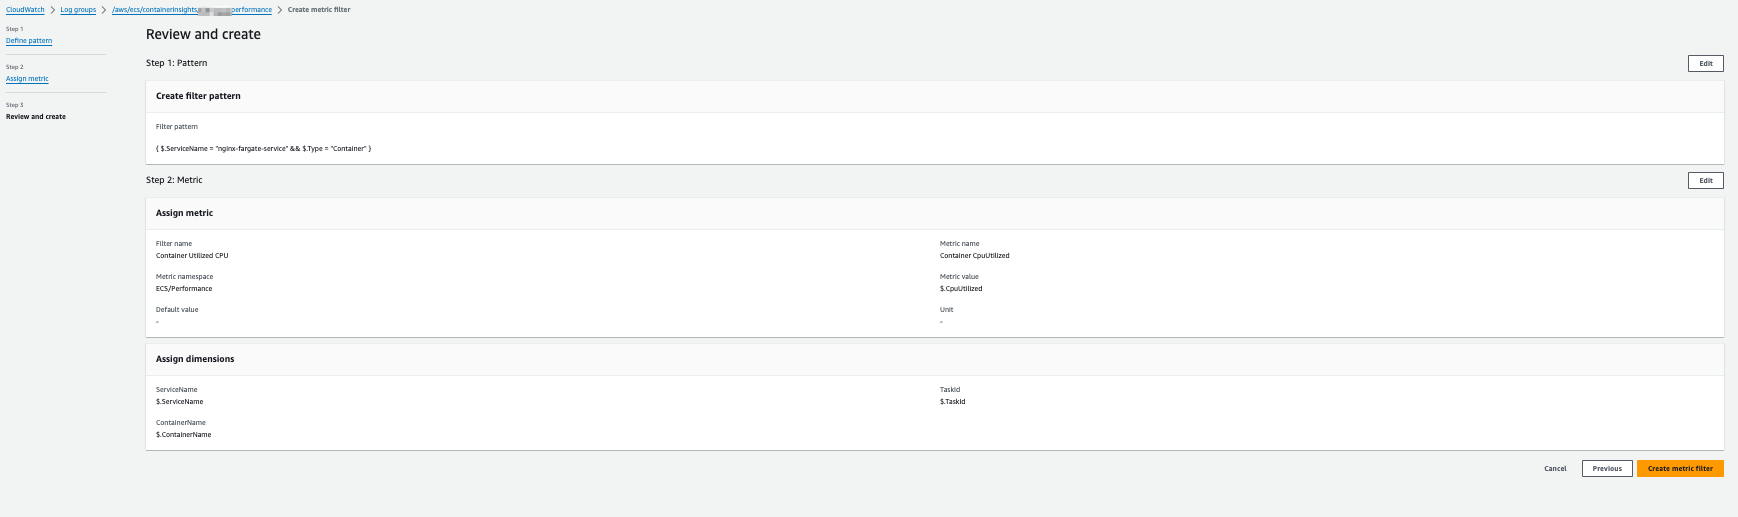 CloudWatch > Log groups > /aws/ecs/containerinsights performance > Create metric filter
Step 1
Define pattern
Step 2
Assign metric
Step 3
Review and create
Review and create
Step 1: Pattern
Edit
Create filter pattern
Filter pattern
{ $.ServiceName = "nginx-fargate-service" && $.Type = "Container" }
Step 2: Metric
Edit
Assign metric
Filter name
Container Utilized CPU
Metric name
Container CpuUtilized
Metric namespace
ECS/Performance
Metric value
$.CpuUtilized
Default value
-
Unit
-
Assign dimensions
ServiceName
$.ServiceName
TaskId
$.TaskId
ContainerName
$.ContainerName
Cancel
Previous
Create metric filter